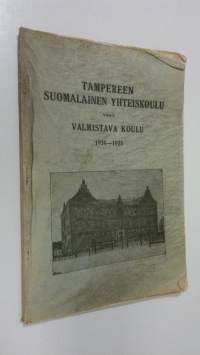 TAMPEREEN
SUOMALAINEN YHTEISKOULU
VALMISTAVA KOULU